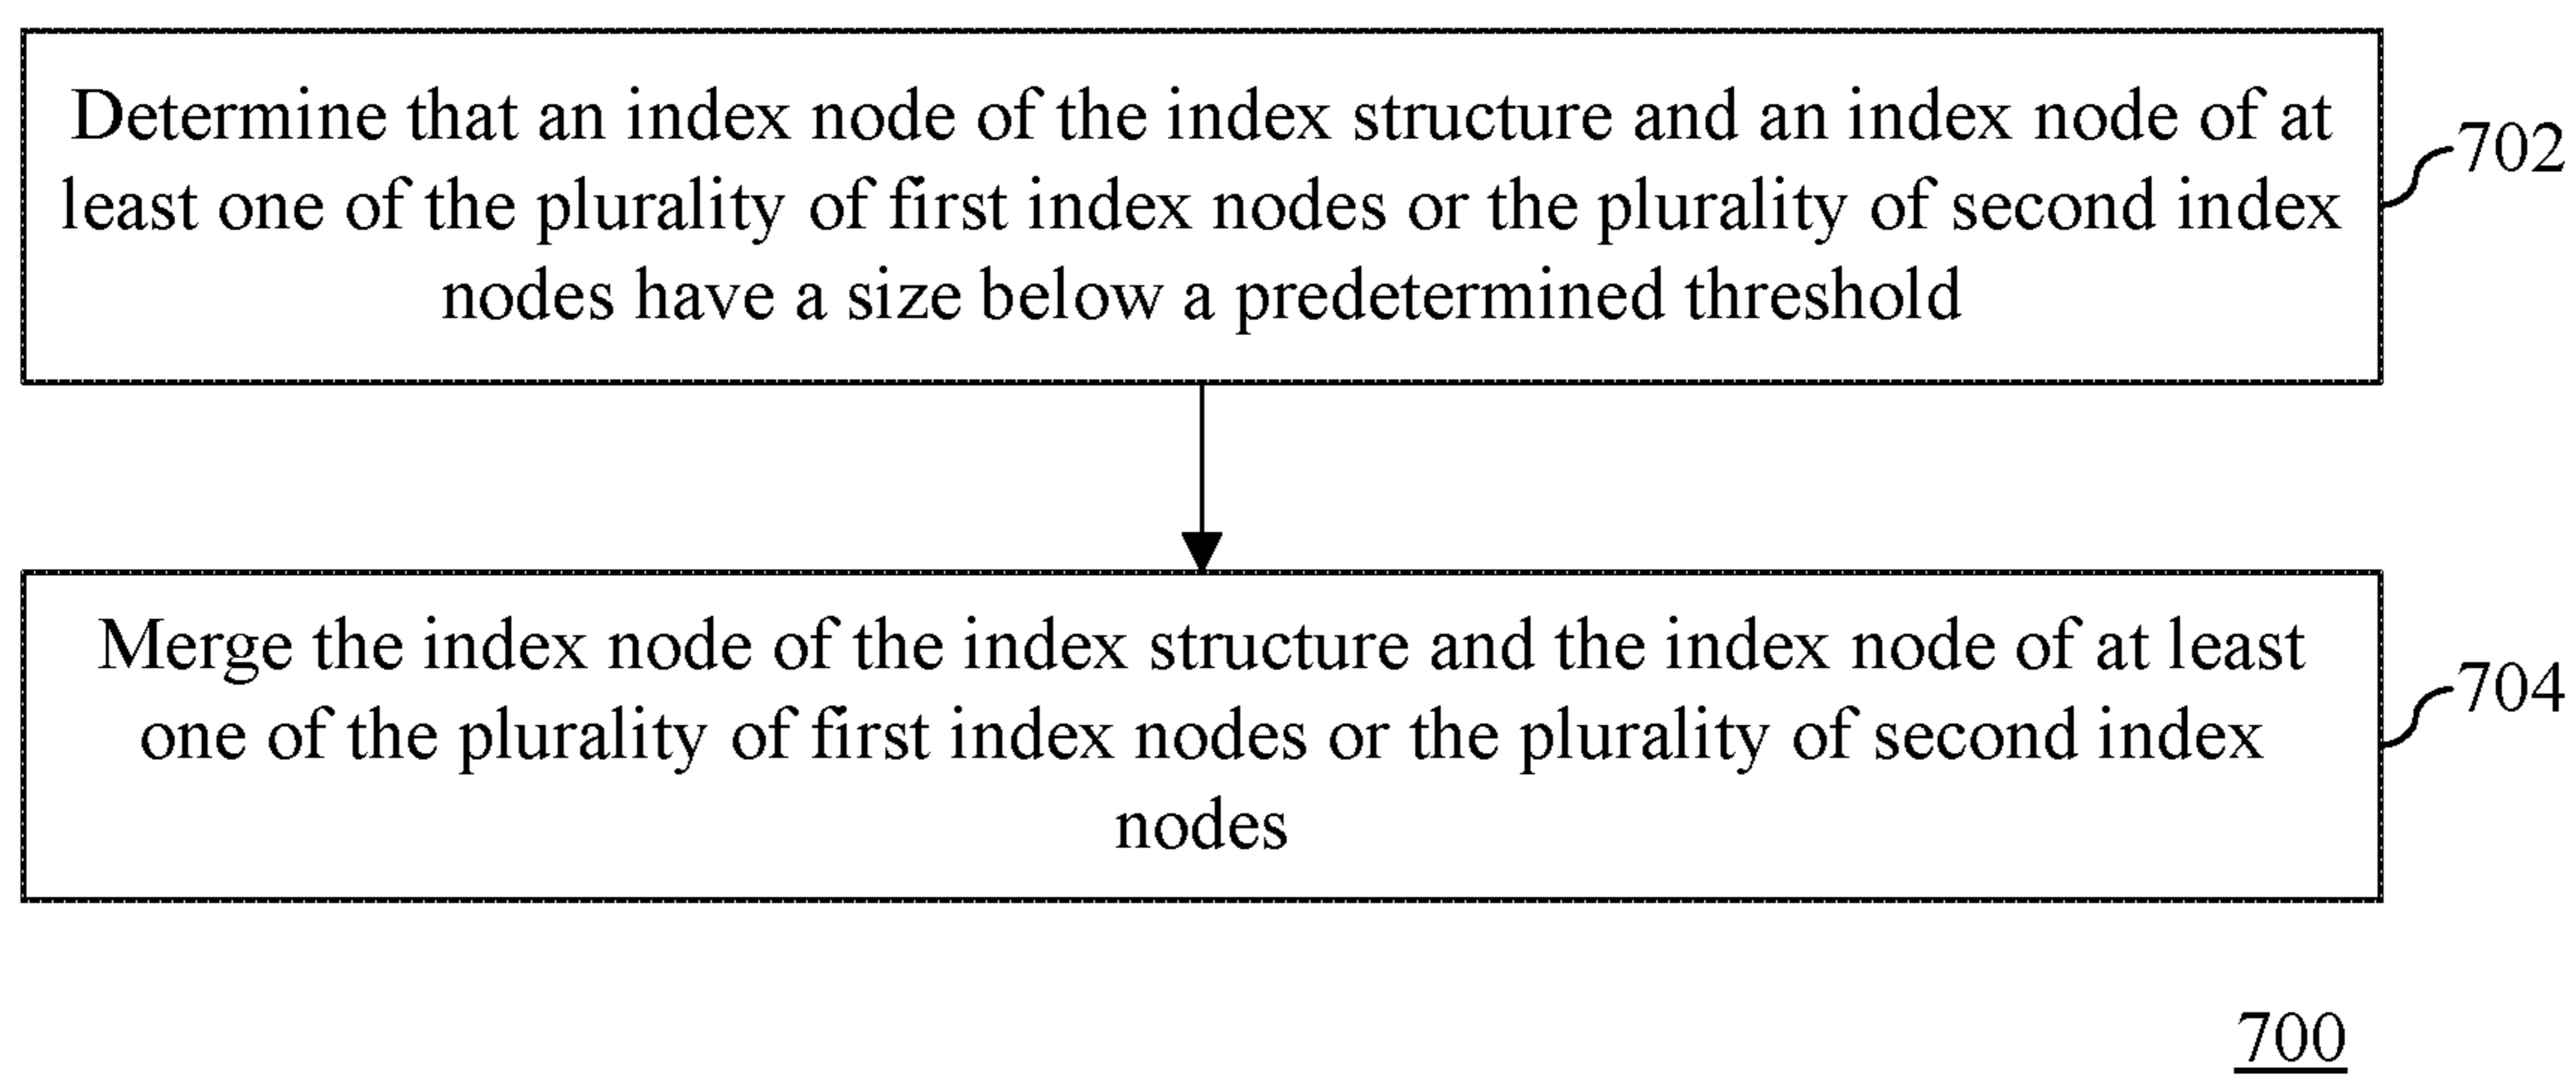 Determine that an index node of the index structure and an index node of at
least one of the plurality of first index nodes or the plurality of second index
nodes have a size below a predetermined threshold
702
Merge the index node of the index structure and the index node of at least
one of the plurality of first index nodes or the plurality of second index
nodes
704
700